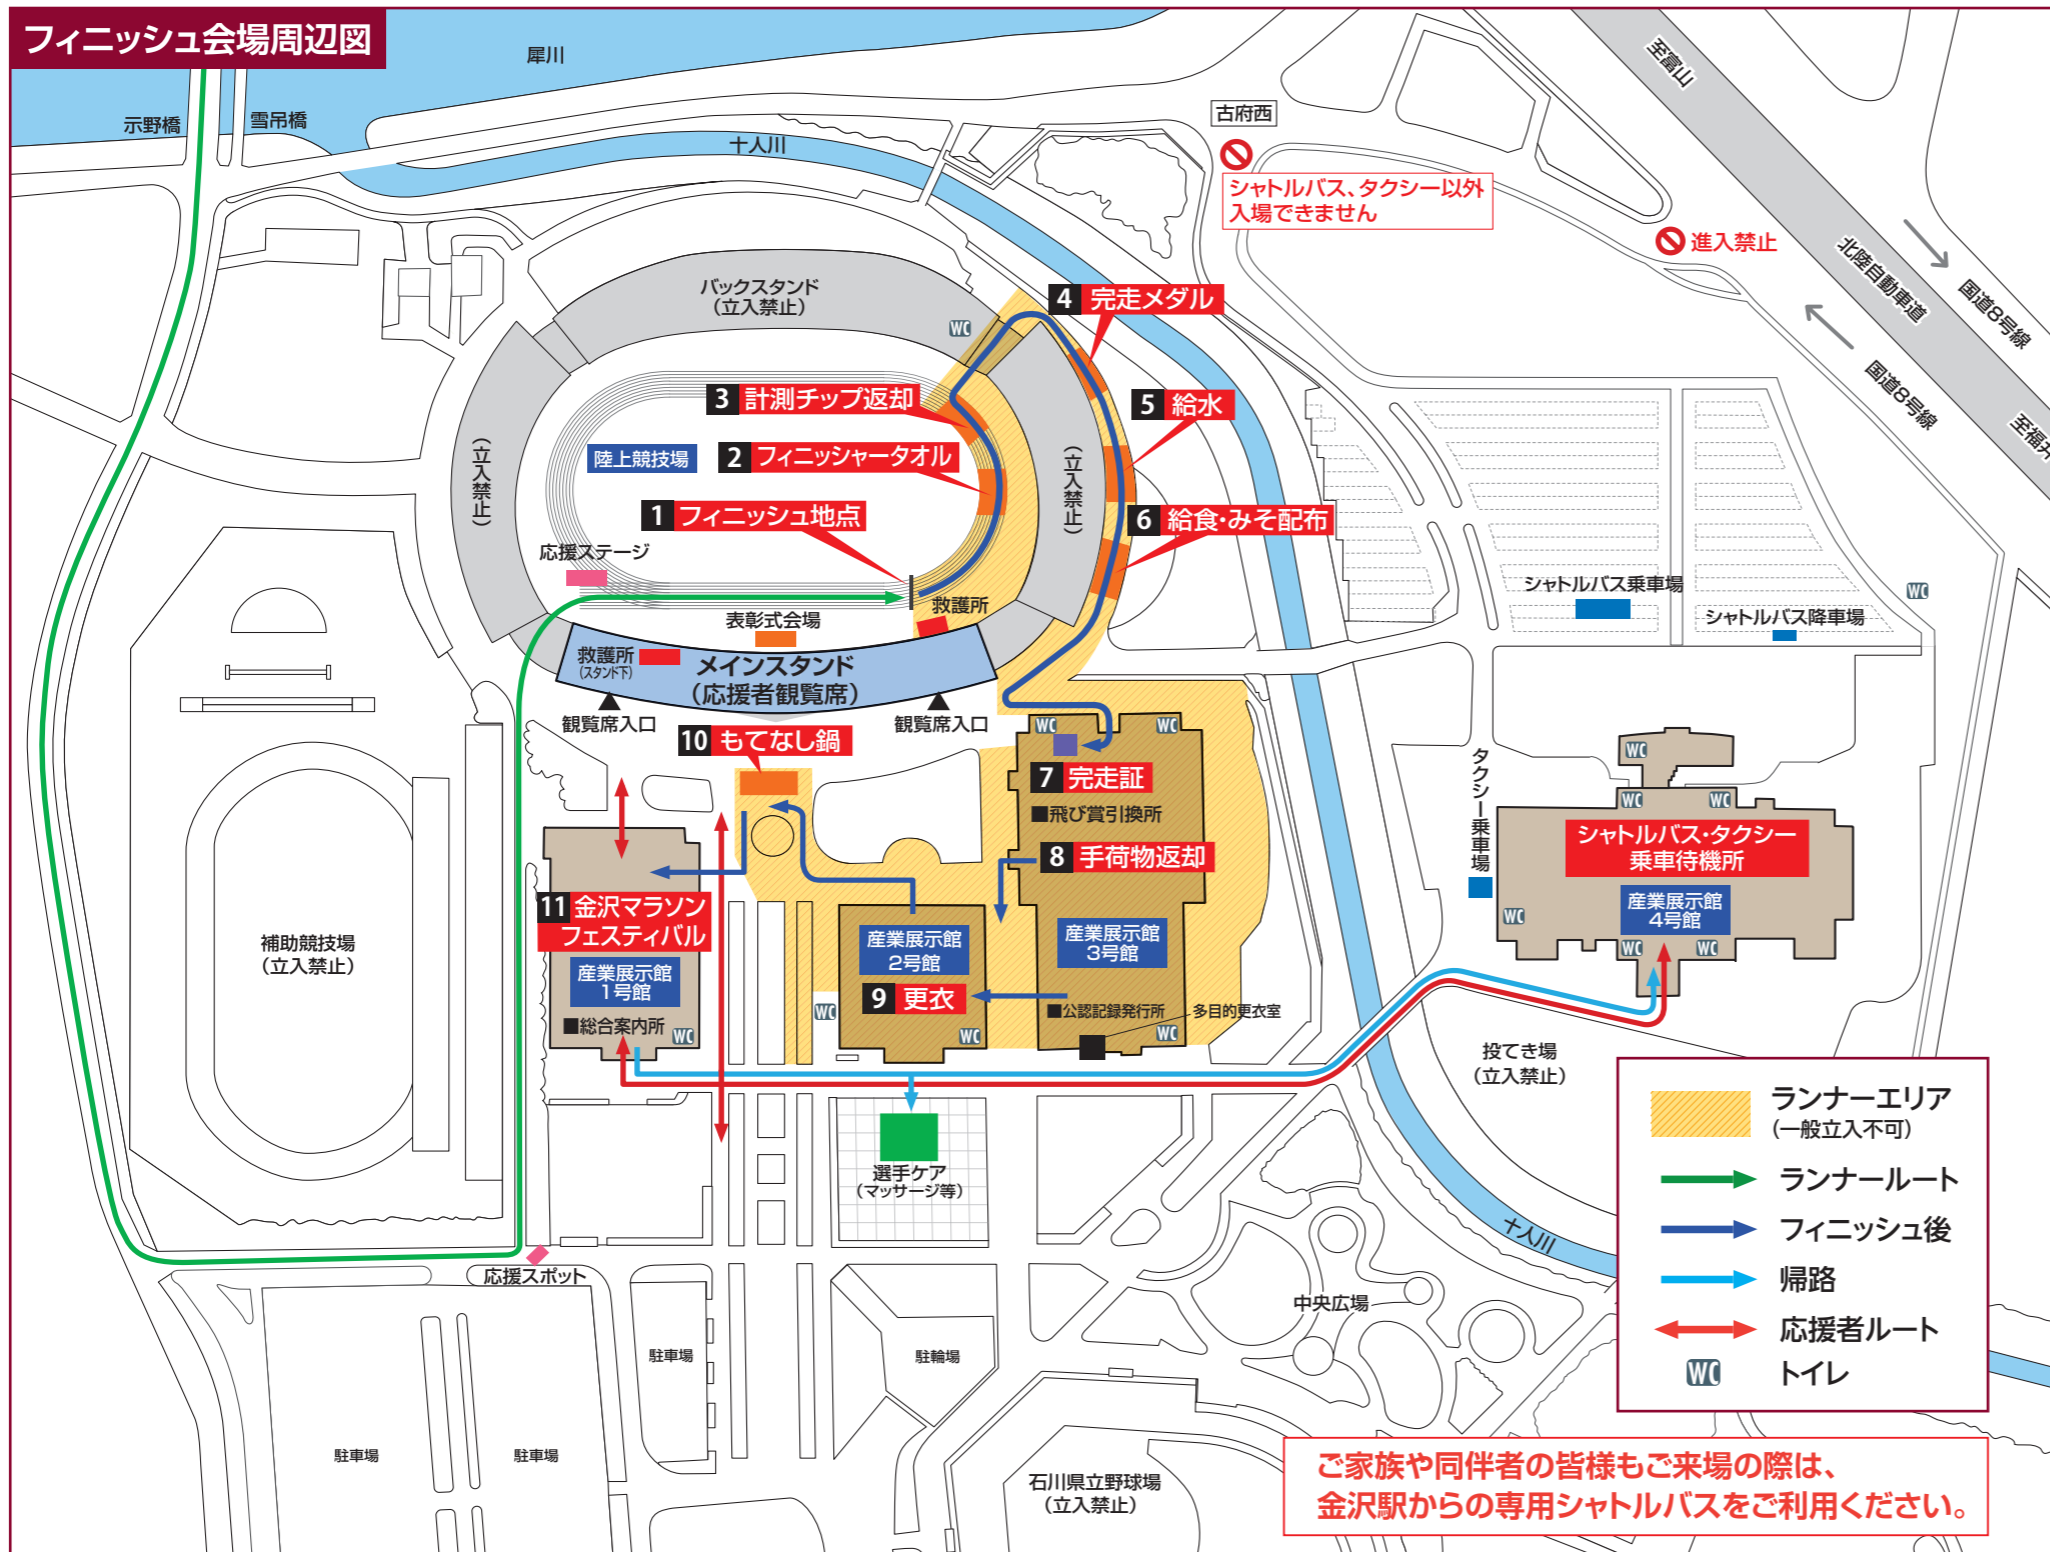 フィニッシュ会場周辺図
犀川
示野橋
雪吊橋
十人川
古府西
シャトルバス、タクシー以外
入場できません
進入禁止
至富山
北陸自動車道
国道8号線
国道8号線
至福井
バックスタンド
(立入禁止)
WC
4 完走メダル
3 計測チップ返却
5 給水
陸上競技場
2 フィニッシャータオル
(立入禁止)
(立入禁止)
1 フィニッシュ地点
6 給食・みそ配布
応援ステージ
救護所
表彰式会場
救護所
(スタンド下)
メインスタンド
(応援者観覧席)
観覧席入口
観覧席入口
シャトルバス乗車場
シャトルバス降車場
WC
10 もてなし鍋
WC
WC
7 完走証
■飛び賞引換所
8 手荷物返却
産業展示館
3号館
■公認記録発行所
多目的更衣室
WC
タクシー乗車場
WC
WC
WC
シャトルバス・タクシー
乗車待機所
産業展示館
4号館
WC
WC
WC
11 金沢マラソン
フェスティバル
産業展示館
1号館
■総合案内所
WC
産業展示館
2号館
9 更衣
WC
WC
補助競技場
(立入禁止)
投てき場
(立入禁止)
選手ケア
(マッサージ等)
十人川
応援スポット
中央広場
駐車場
駐輪場
駐車場
駐車場
石川県立野球場
(立入禁止)
ランナーエリア
(一般立入不可)
ランナールート
フィニッシュ後
帰路
応援者ルート
WC トイレ
ご家族や同伴者の皆様もご来場の際は、
金沢駅からの専用シャトルバスをご利用ください。